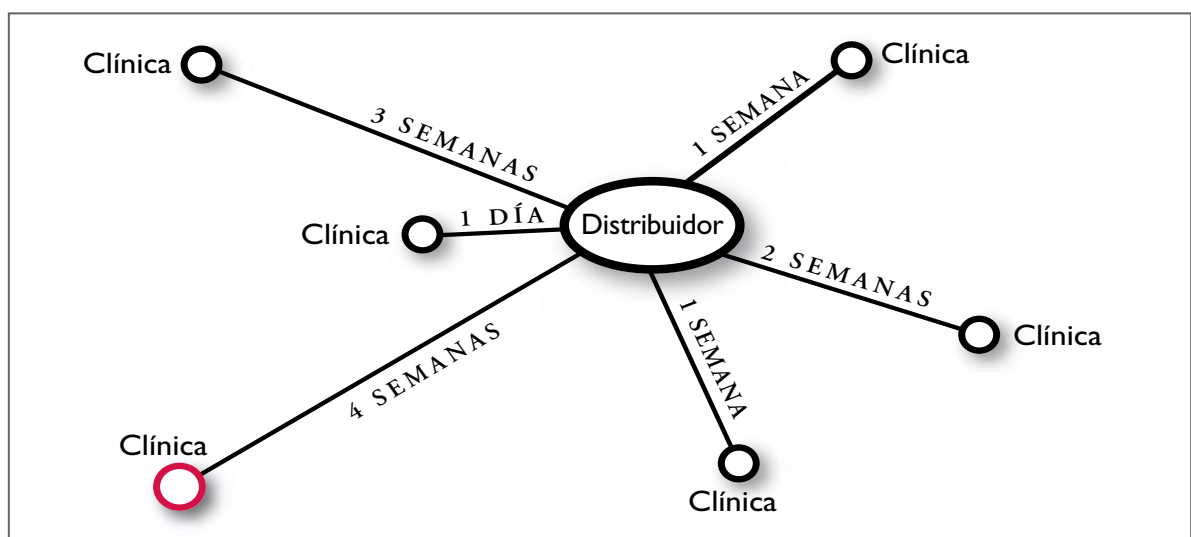 Clínica
Clínica
3 SEMANAS
1 SEMANA
Clínica
1 DÍA
Distribuidor
2 SEMANAS
Clínica
4 SEMANAS
1 SEMANA
Clínica
Clínica